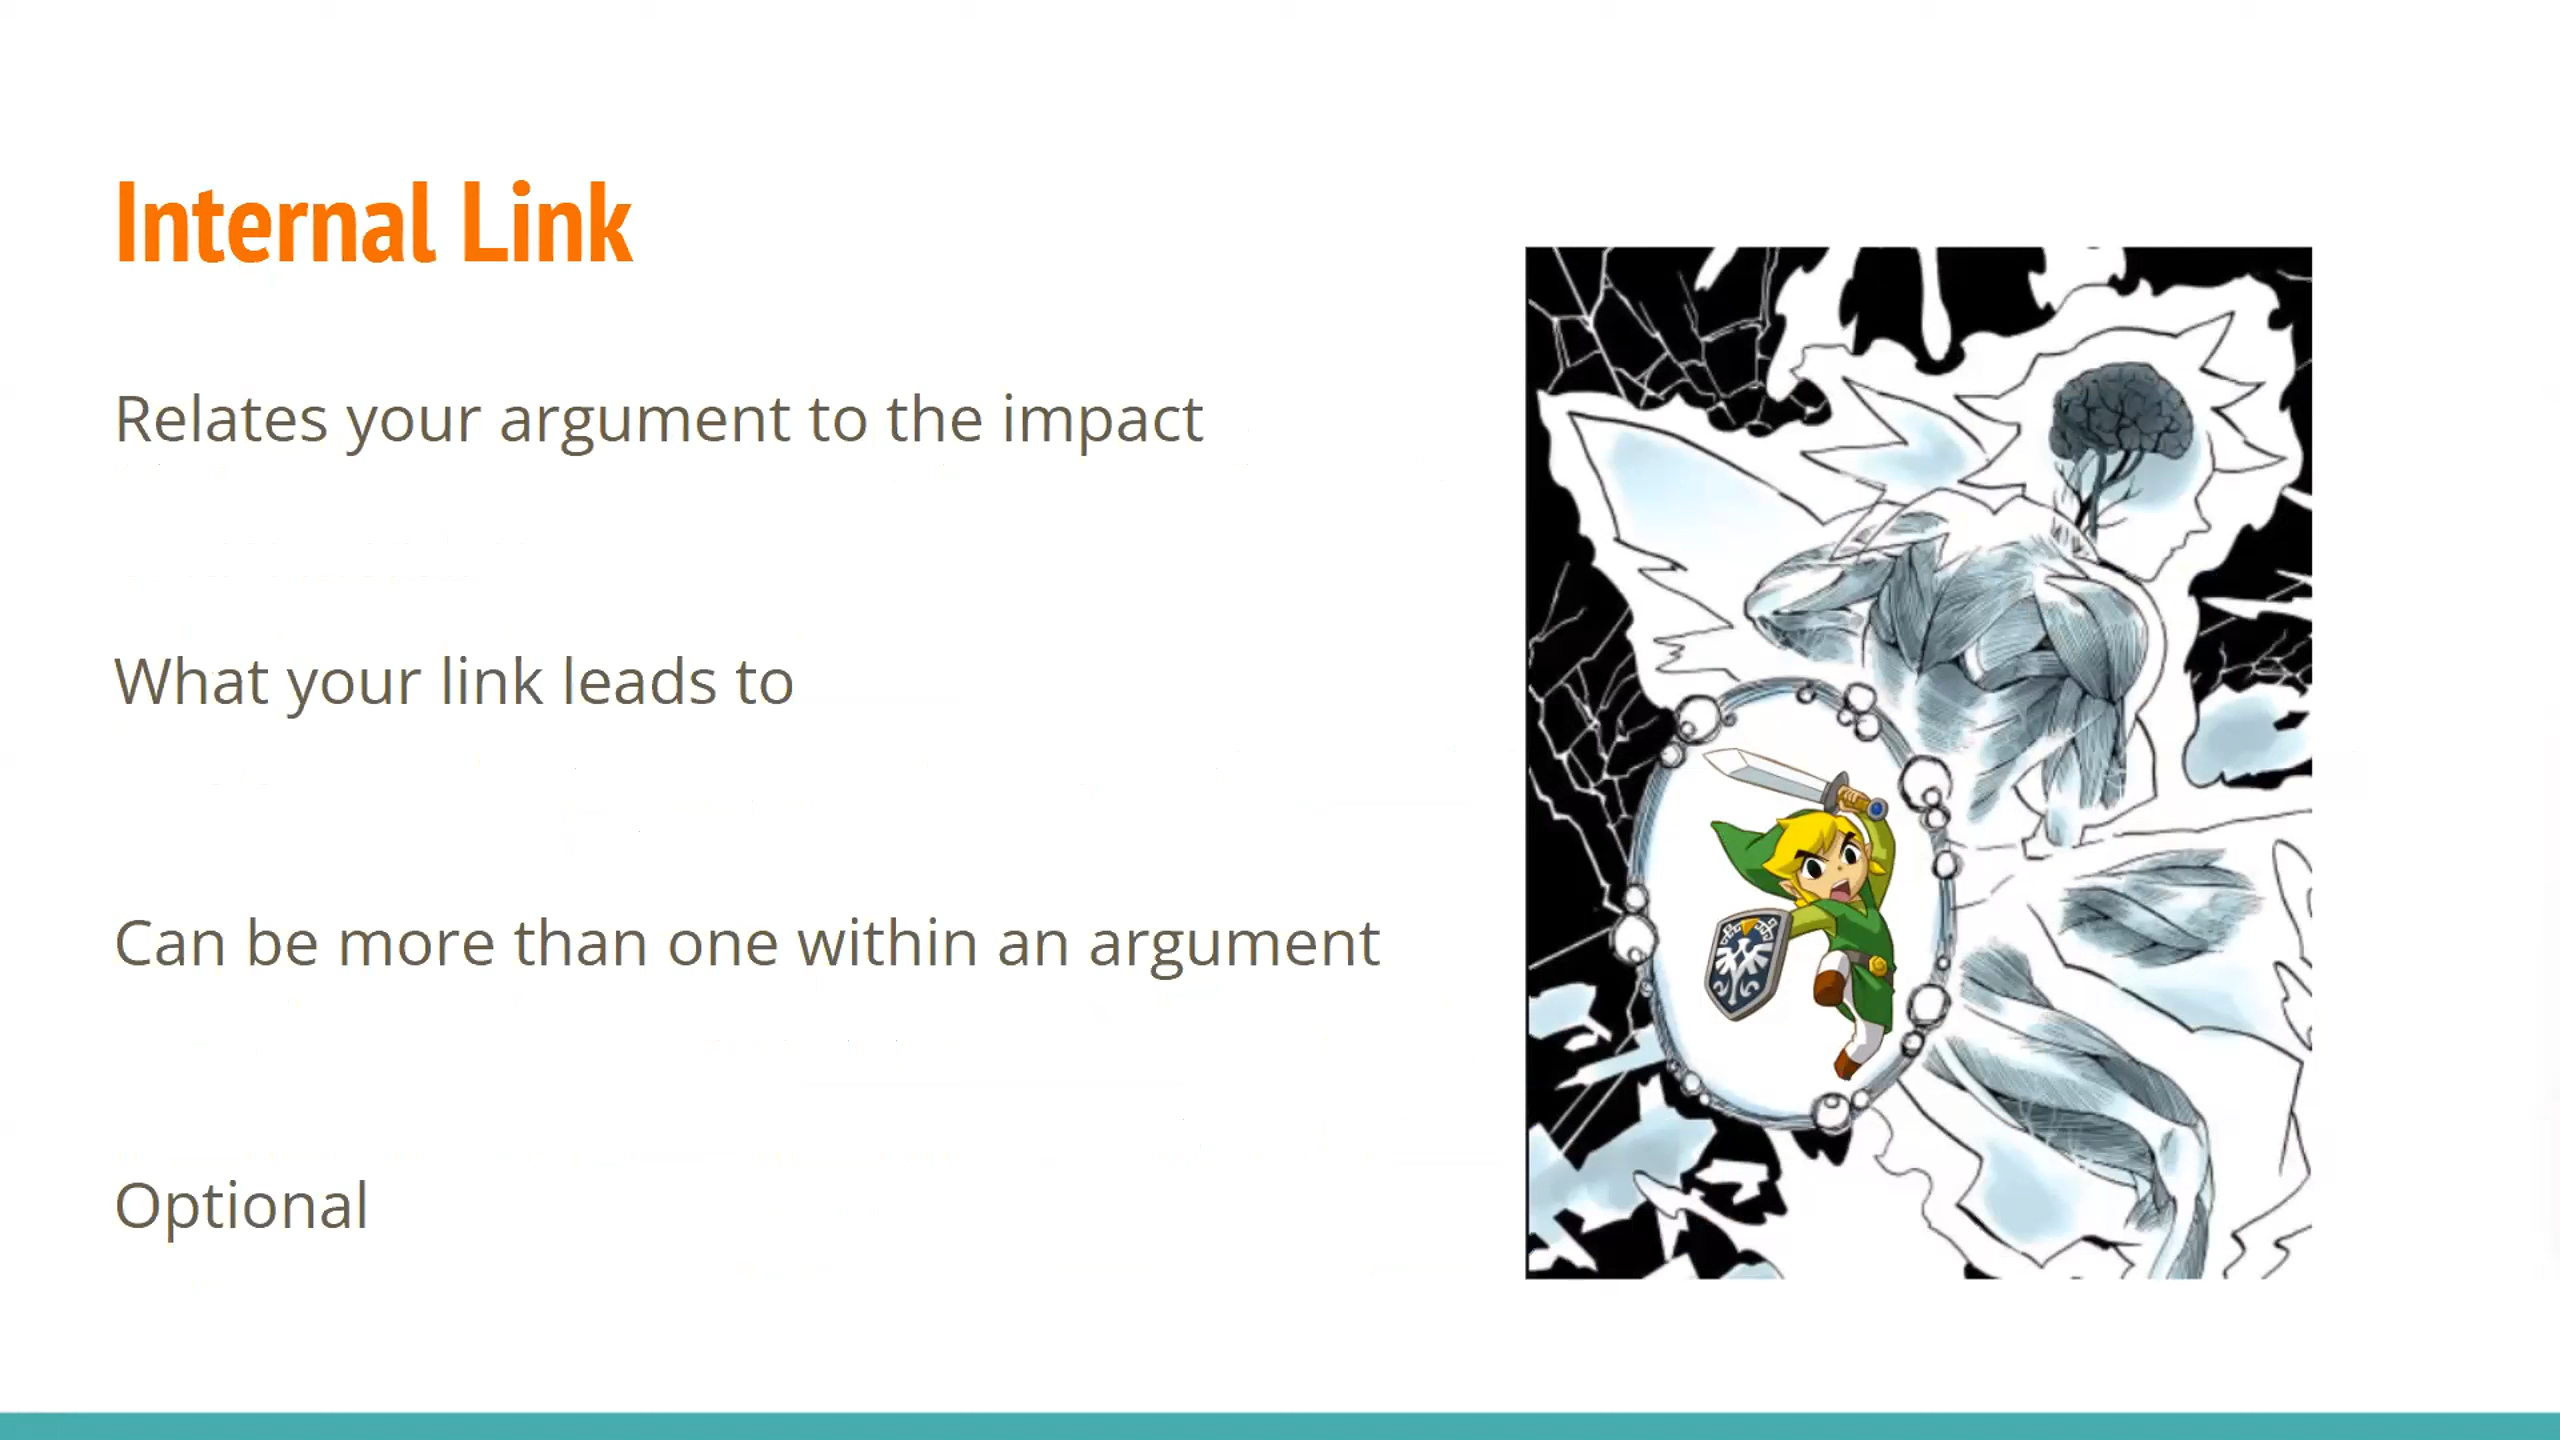 Internal Link
Relates your argument to the impact
What your link leads to
Can be more than one within an argument
Optional